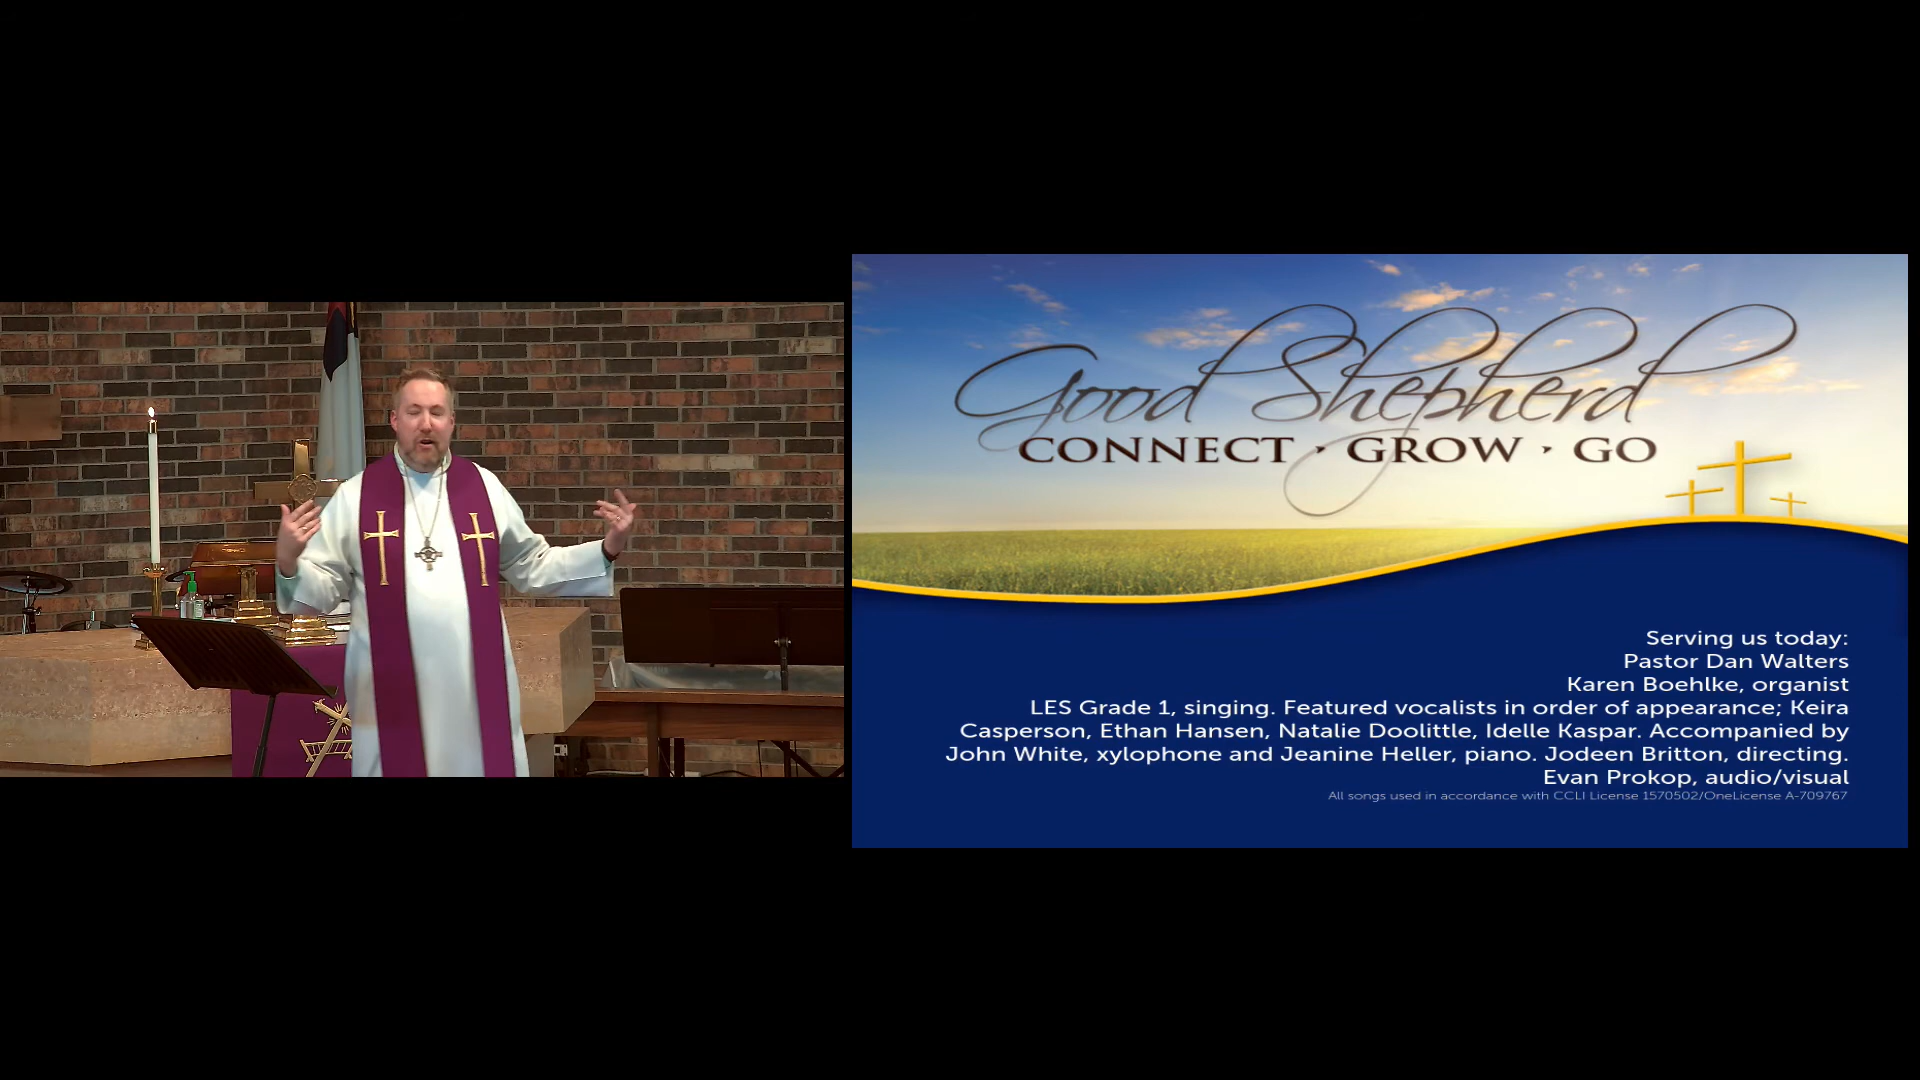 Good Shepherd
CONNECT · GROW · GO
Serving us today:
Pastor Dan Walters
Karen Boehlke, organist
LES Grade 1, singing. Featured vocalists in order of appearance; Keira
Casperson, Ethan Hansen, Natalie Doolittle, Idelle Kaspar. Accompanied by
John White, xylophone and Jeanine Heller, piano. Jodeen Britton, directing.
Evan Prokop, audio/visual
All songs used in accordance with CCLI License 1570502/OneLicense A-709767